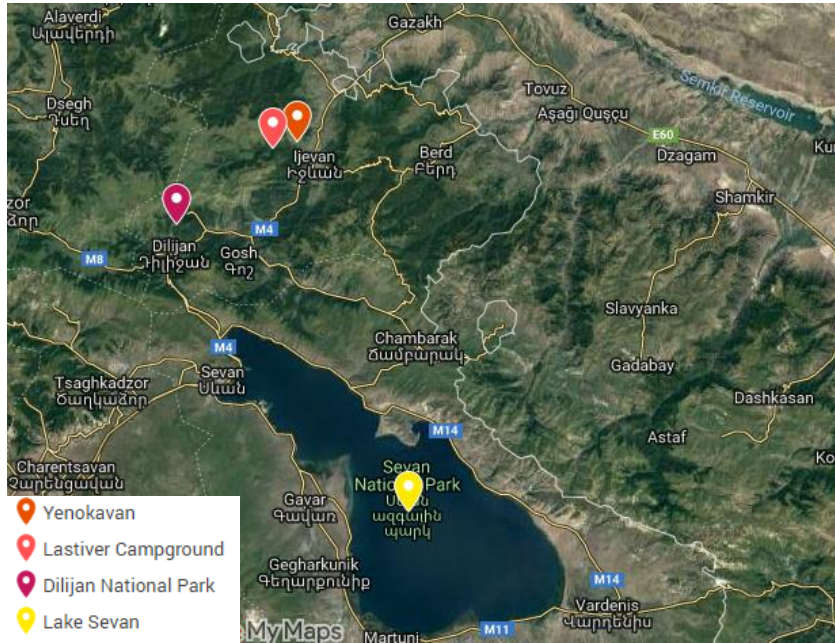 Alaverdi
Ալավերդի
Gazakh
Dsegh
Դսեղ
Tovuz
Aşağı Quşçu
Semkir Reservoir
E60
Dzagam
Ijevan
Իջևան
Berd
Բերդ
Shamkir
M4
Dilijan
Դիլիջան
Gosh
Գոշ
M8
Slavyanka
Chambarak
Ճամբարակ
M4
Sevan
Սևան
Gadabay
Tsaghkadzor
Ծաղկաձոր
Dashkasan
M14
Astaf
Charentsavan
Չարենցավան
Sevan
National Park
Սևան
ազգային
պարկ
Gavar
Գավառ
Gegharkunik
Գեղարքունիք
M14
Vardenis
Վարդենիս
M11
Martuni
Yenokavan
Lastiver Campground
Dilijan National Park
Lake Sevan
MyMaps